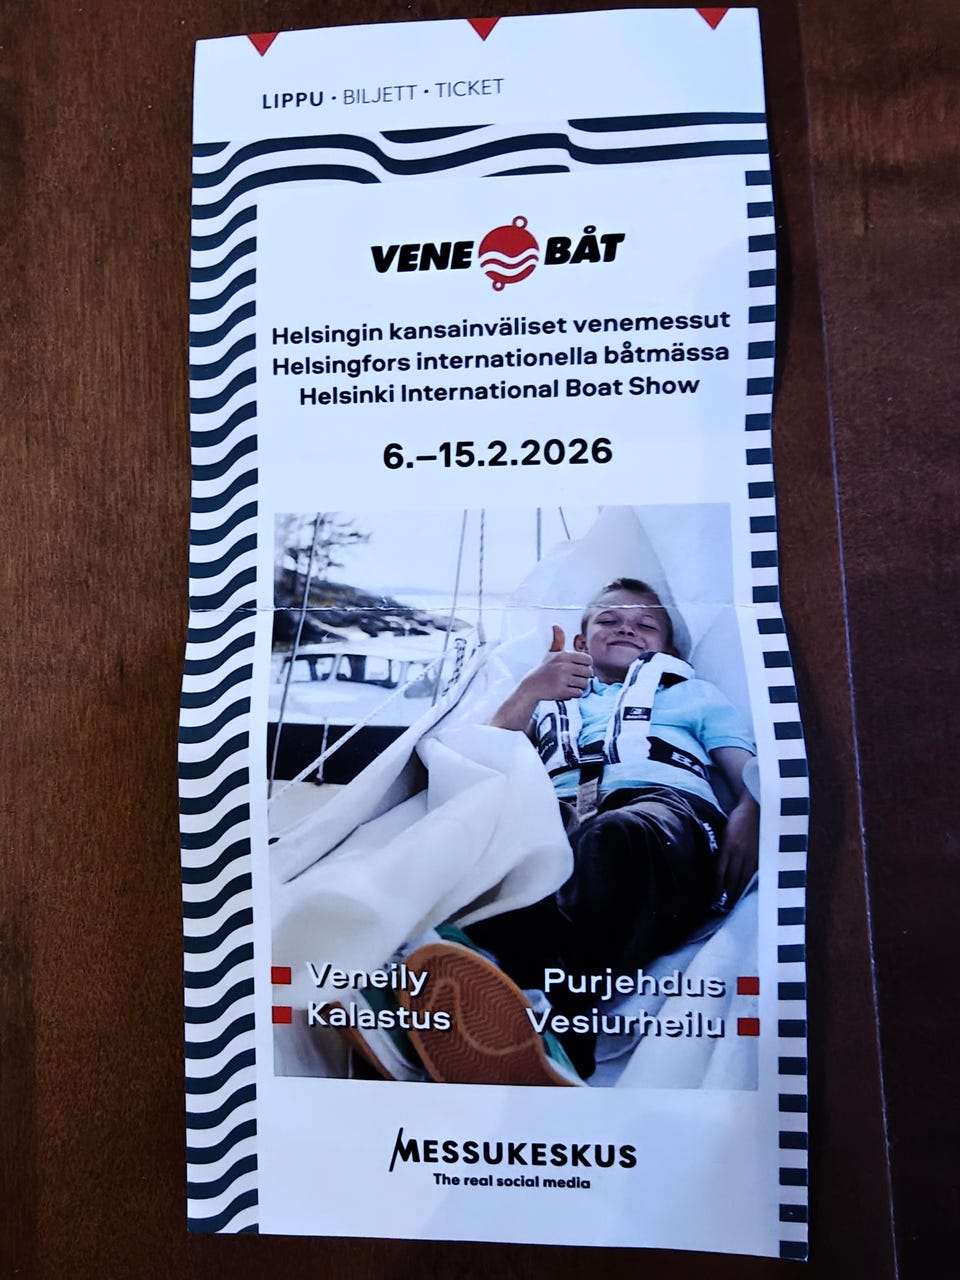 LIPPU · BILJETT · TICKET
VENE BÅT
Helsingin kansainväliset venemessut
Helsingfors internationella båtmässa
Helsinki International Boat Show
6.–15.2.2026
BA
Veneily
Kalastus
Purjehdus
Vesiurheilu
MESSUKESKUS
The real social media